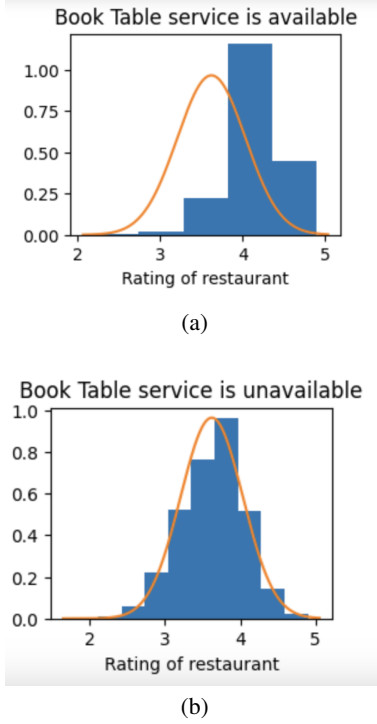 Book Table service is available
1.00
0.75
0.50
0.25
0.00
2 3 4 5
Rating of restaurant
(a)
Book Table service is unavailable
1.0
0.8
0.6
0.4
0.2
0.0
2 3 4 5
Rating of restaurant
(b)